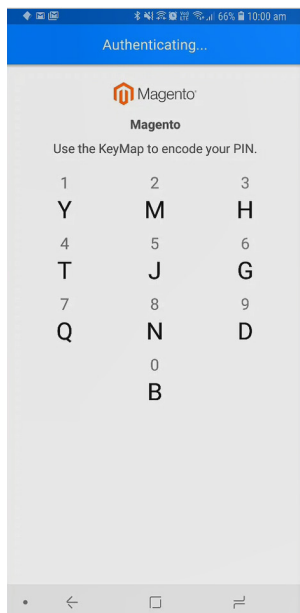 66% 10:00 am
Authenticating...
Magento
Magento
Use the KeyMap to encode your PIN.
1 2 3
Y M H
4 5 6
T J G
7 8 9
Q N D
0
B